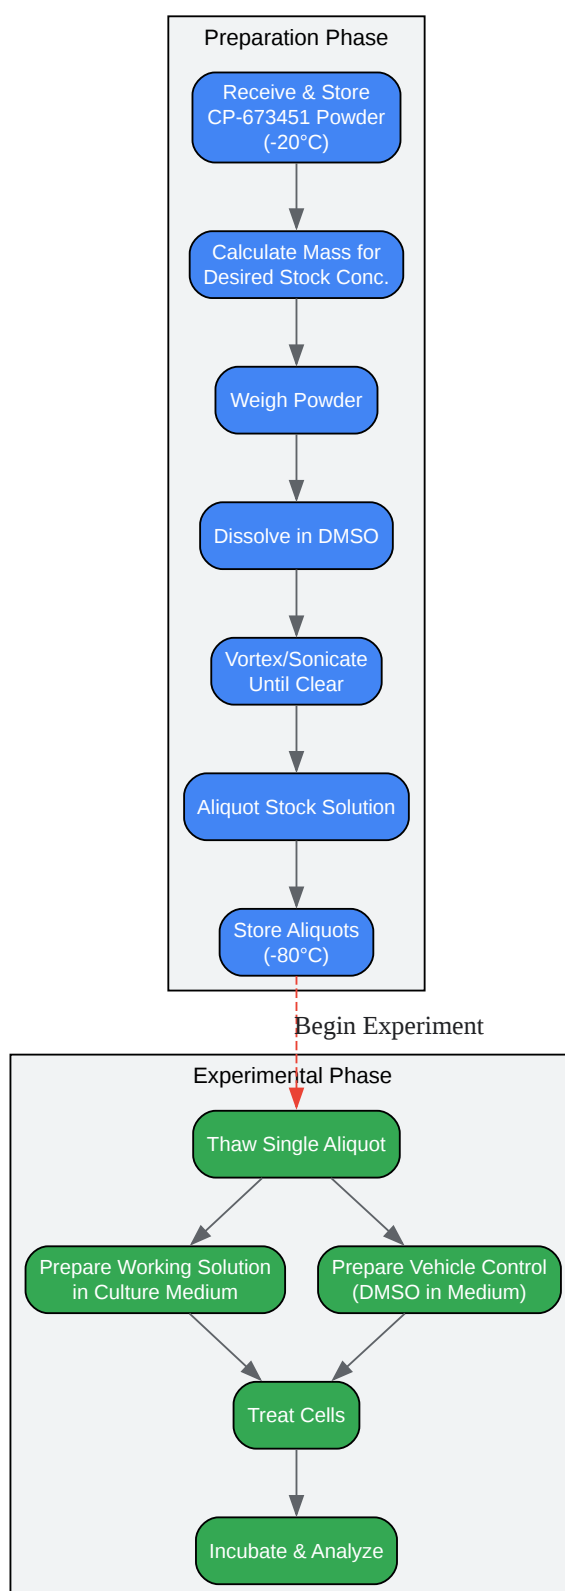 Preparation Phase
Receive & Store
CP-673451 Powder
(-20°C)
Calculate Mass for
Desired Stock Conc.
Weigh Powder
Dissolve in DMSO
Vortex/Sonicate
Until Clear
Aliquot Stock Solution
Store Aliquots
(-80°C)
Begin Experiment
Experimental Phase
Thaw Single Aliquot
Prepare Working Solution
in Culture Medium
Prepare Vehicle Control
(DMSO in Medium)
Treat Cells
Incubate & Analyze